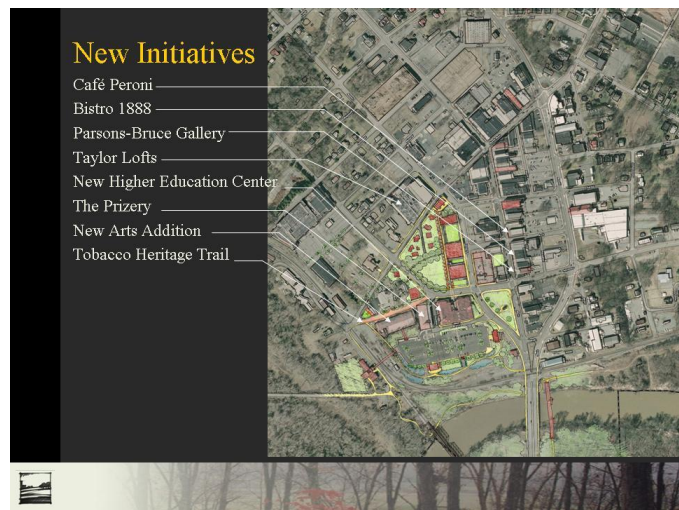 New Initiatives
Café Peroni
Bistro 1888
Parsons-Bruce Gallery
Taylor Lofts
New Higher Education Center
The Prizery
New Arts Addition
Tobacco Heritage Trail